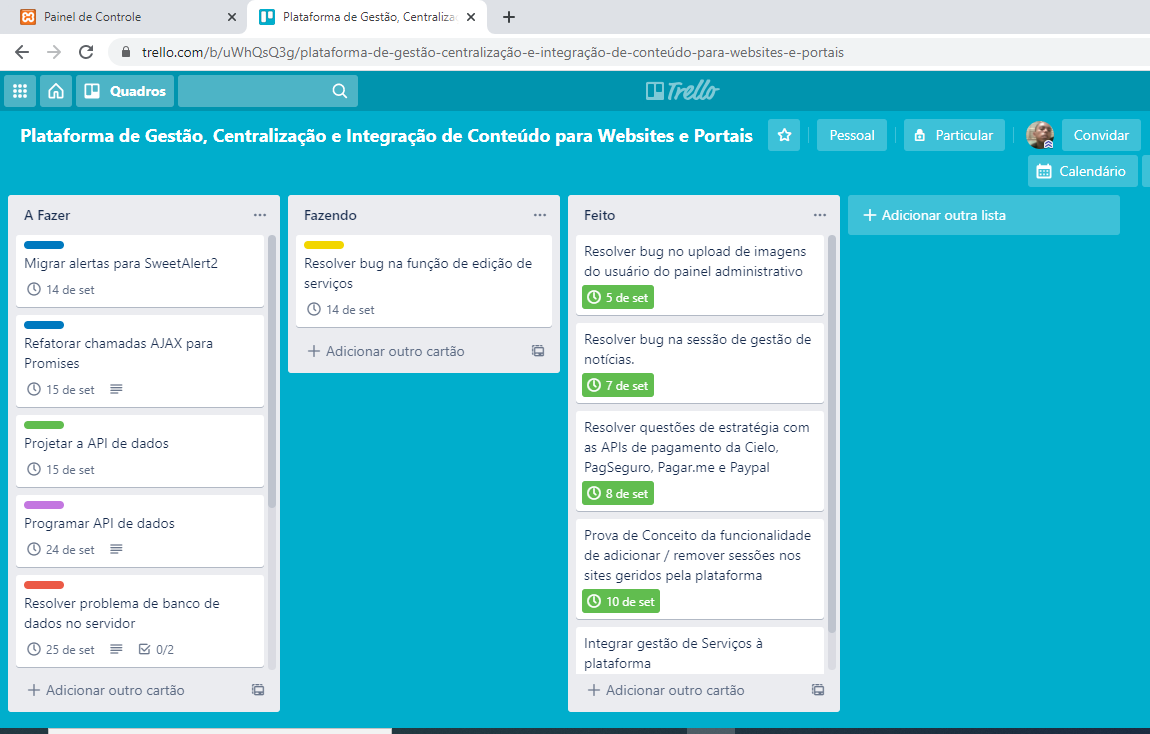 Painel de Controle
Plataforma de Gestão, Centraliza
trello.com/b/uWhQsQ3g/plataforma-de-gestão-centralização-e-integração-de-conteúdo-para-websites-e-portais
Quadros
Trello
Plataforma de Gestão, Centralização e Integração de Conteúdo para Websites e Portais
Pessoal
Particular
Convidar
Calendário
A Fazer
Migrar alertas para SweetAlert2
14 de set
Refatorar chamadas AJAX para
Promises
15 de set
Projetar a API de dados
15 de set
Programar API de dados
24 de set
Resolver problema de banco de
dados no servidor
25 de set
0/2
+ Adicionar outro cartão
Fazendo
Resolver bug na função de edição de
serviços
14 de set
+ Adicionar outro cartão
Feito
Resolver bug no upload de imagens
do usuário do painel administrativo
5 de set
Resolver bug na sessão de gestão de
notícias.
7 de set
Resolver questões de estratégia com
as APIs de pagamento da Cielo,
PagSeguro, Pagar.me e Paypal
8 de set
Prova de Conceito da funcionalidade
de adicionar / remover sessões nos
sites geridos pela plataforma
10 de set
Integrar gestão de Serviços à
plataforma
+ Adicionar outro cartão
+ Adicionar outra lista